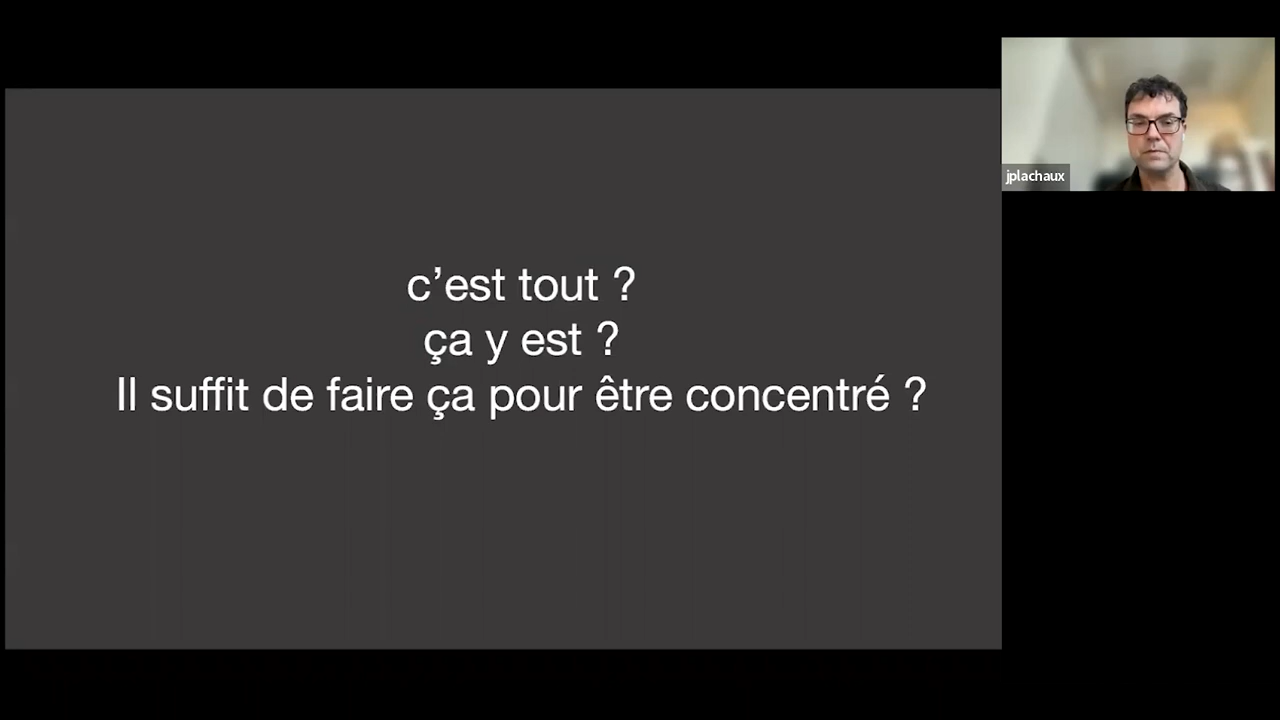 c’est tout ?
ça y est ?
Il suffit de faire ça pour être concentré ?
jplachaux